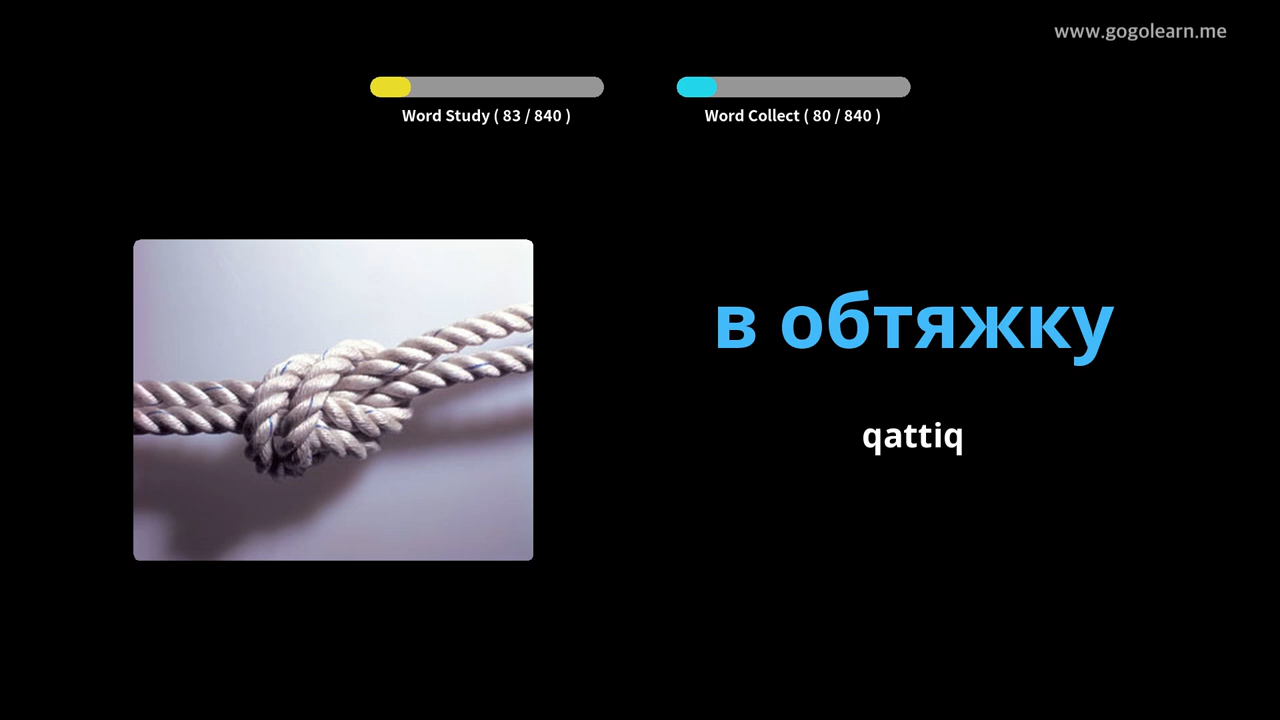 www.gogolearn.me
Word Study ( 83 / 840 )
Word Collect ( 80 / 840 )
в обтяжку
qattiq